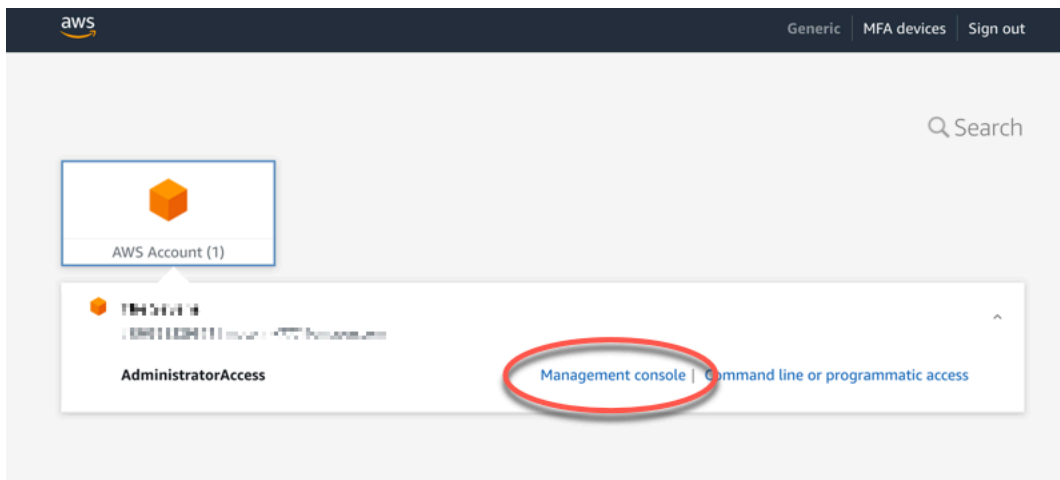 aws
Generic MFA devices Sign out
Search
AWS Account (1)
AdministratorAccess
Management console | Command line or programmatic access